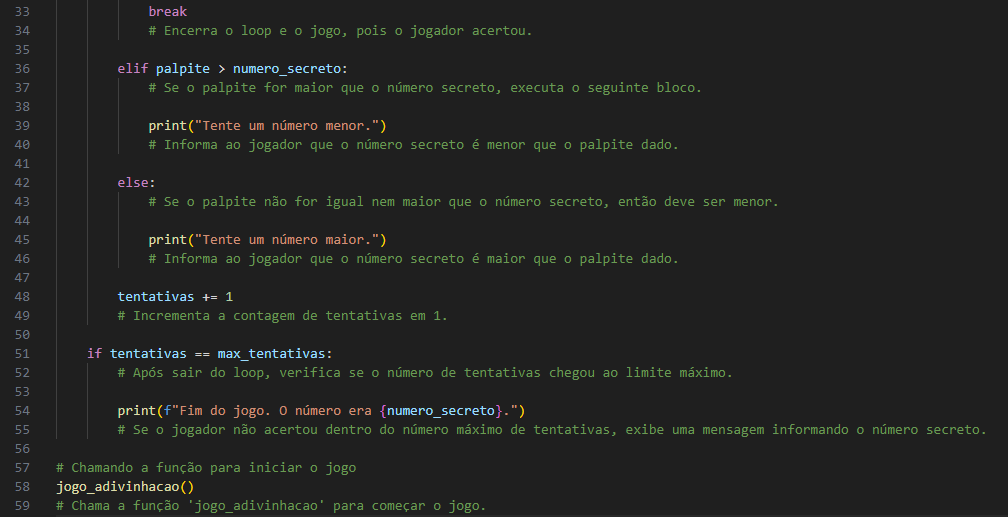 33 break
34 # Encerra o loop e o jogo, pois o jogador acertou.
35
36 elif palpite > numero_secreto:
37 # Se o palpite for maior que o número secreto, executa o seguinte bloco.
38
39 print("Tente um número menor.")
40 # Informa ao jogador que o número secreto é menor que o palpite dado.
41
42 else:
43 # Se o palpite não for igual nem maior que o número secreto, então deve ser menor.
44
45 print("Tente um número maior.")
46 # Informa ao jogador que o número secreto é maior que o palpite dado.
47
48 tentativas += 1
49 # Incrementa a contagem de tentativas em 1.
50
51 if tentativas == max_tentativas:
52 # Após sair do loop, verifica se o número de tentativas chegou ao limite máximo.
53
54 print(f"Fim do jogo. O número era {numero_secreto}.")
55 # Se o jogador não acertou dentro do número máximo de tentativas, exibe uma mensagem informando o número secreto.
56
57 # Chamando a função para iniciar o jogo
58 jogo_adivinhacao()
59 # Chama a função 'jogo_adivinhacao' para começar o jogo.